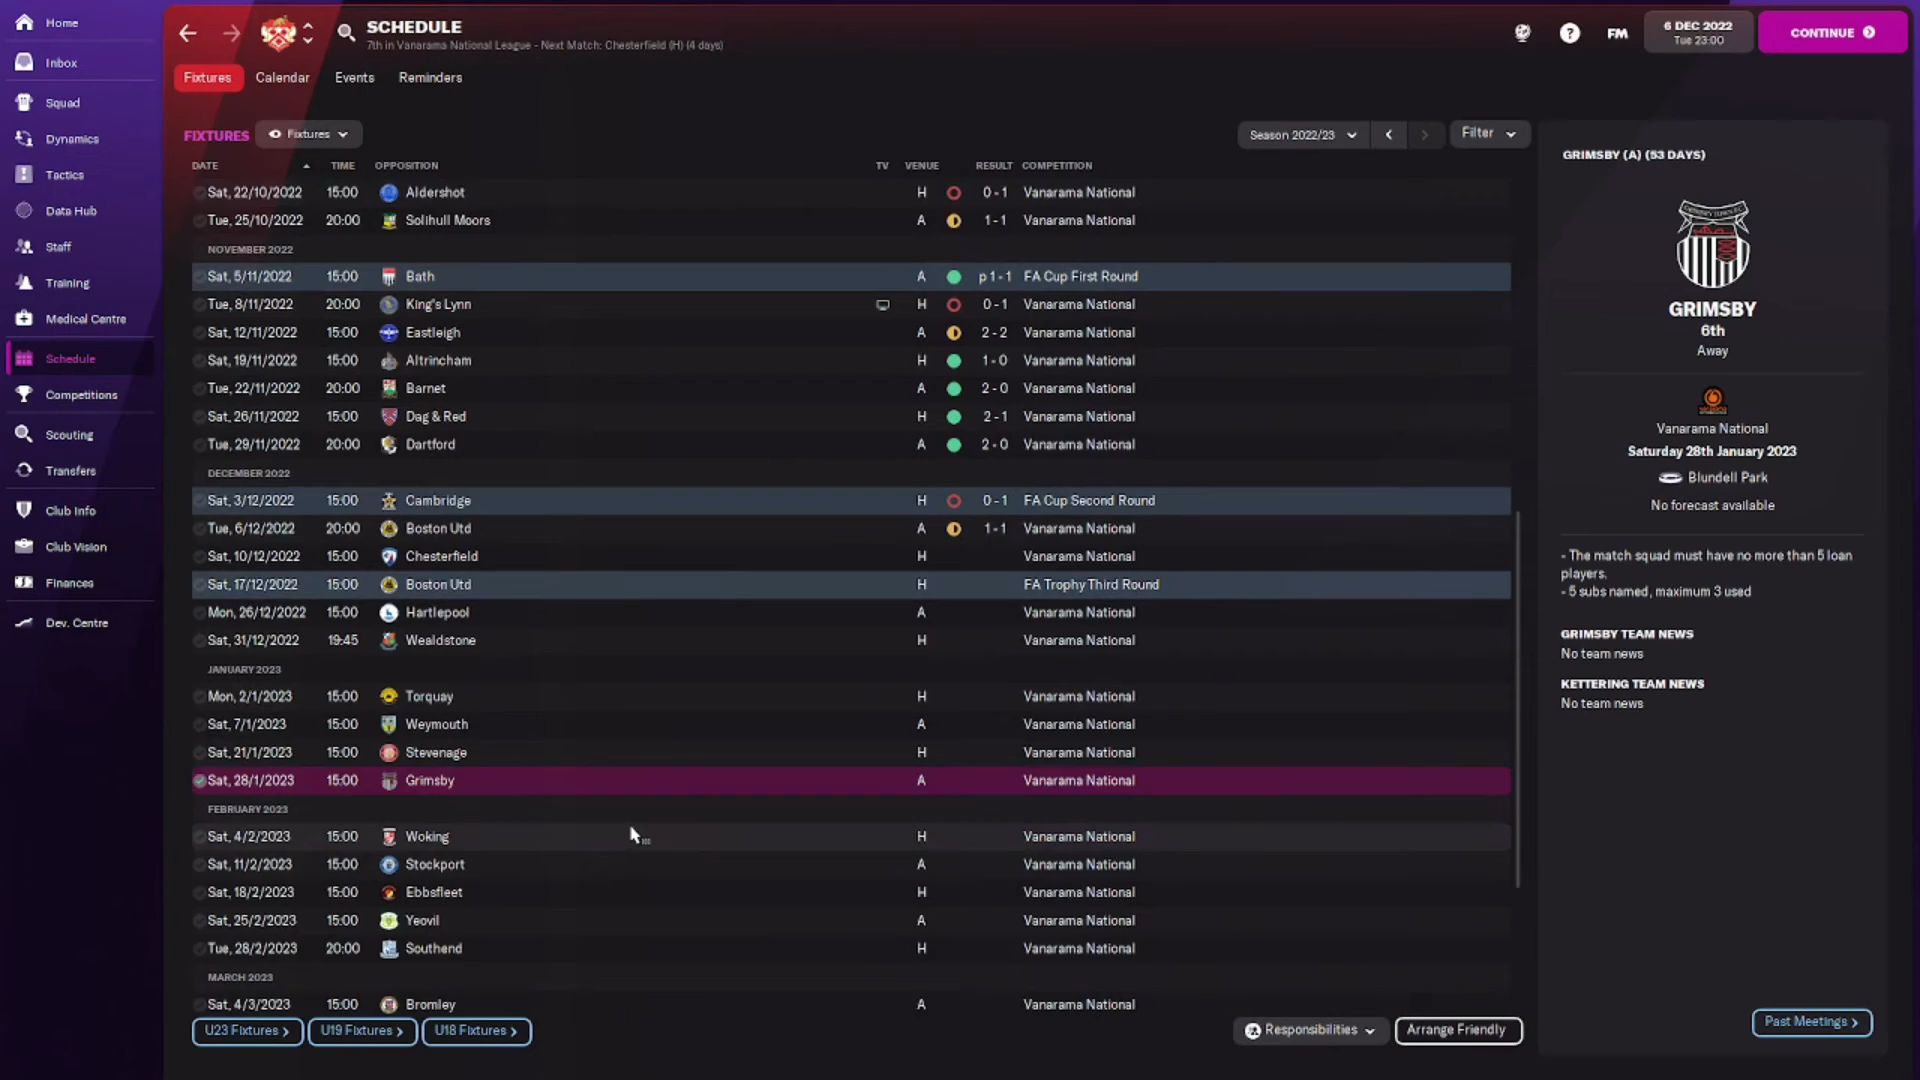 Home
Inbox
Squad
Dynamics
Tactics
Data Hub
Staff
Training
Medical Centre
Schedule
Competitions
Scouting
Transfers
Club Info
Club Vision
Finances
Dev. Centre
SCHEDULE
7th in Vanarama National League - Next Match: Chesterfield (H) (4 days)
? FM 6 DEC 2022 CONTINUE
Tue 23:00
Fixtures Calendar Events Reminders
FIXTURES Fixtures Season 2022/23 Filter
DATE TIME OPPOSITION TV VENUE RESULT COMPETITION
Sat, 22/10/2022 15:00 Aldershot H 0 - 1 Vanarama National
Tue, 25/10/2022 20:00 Solihull Moors A 1 - 1 Vanarama National
NOVEMBER 2022
Sat, 5/11/2022 15:00 Bath A p 1 - 1 FA Cup First Round
Tue, 8/11/2022 20:00 King's Lynn H 0 - 1 Vanarama National
Sat, 12/11/2022 15:00 Eastleigh A 2 - 2 Vanarama National
Sat, 19/11/2022 15:00 Altrincham H 1 - 0 Vanarama National
Tue, 22/11/2022 20:00 Barnet A 2 - 0 Vanarama National
Sat, 26/11/2022 15:00 Dag & Red H 2 - 1 Vanarama National
Tue, 29/11/2022 20:00 Dartford A 2 - 0 Vanarama National
DECEMBER 2022
Sat, 3/12/2022 15:00 Cambridge H 0 - 1 FA Cup Second Round
Tue, 6/12/2022 20:00 Boston Utd A 1 - 1 Vanarama National
Sat, 10/12/2022 15:00 Chesterfield H Vanarama National
Sat, 17/12/2022 15:00 Boston Utd H FA Trophy Third Round
Mon, 26/12/2022 15:00 Hartlepool A Vanarama National
Sat, 31/12/2022 19:45 Wealdstone H Vanarama National
JANUARY 2023
Mon, 2/1/2023 15:00 Torquay H Vanarama National
Sat, 7/1/2023 15:00 Weymouth A Vanarama National
Sat, 21/1/2023 15:00 Stevenage H Vanarama National
Sat, 28/1/2023 15:00 Grimsby A Vanarama National
FEBRUARY 2023
Sat, 4/2/2023 15:00 Woking H Vanarama National
Sat, 11/2/2023 15:00 Stockport A Vanarama National
Sat, 18/2/2023 15:00 Ebbsfleet H Vanarama National
Sat, 25/2/2023 15:00 Yeovil A Vanarama National
Tue, 28/2/2023 20:00 Southend H Vanarama National
MARCH 2023
Sat, 4/3/2023 15:00 Bromley A Vanarama National
U23 Fixtures > U19 Fixtures > U18 Fixtures > Responsibilities Arrange Friendly
GRIMSBY (A) (53 DAYS)
GRIMSBY
6th
Away
Vanarama National
Saturday 28th January 2023
Blundell Park
No forecast available
- The match squad must have no more than 5 loan
players.
- 5 subs named, maximum 3 used
GRIMSBY TEAM NEWS
No team news
KETTERING TEAM NEWS
No team news
Past Meetings >